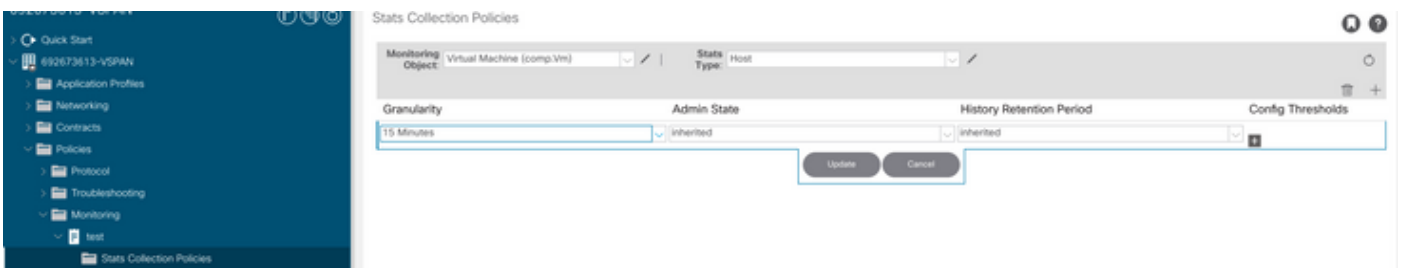 Stats Collection Policies
Quick Start
692673613-VSPAN
Application Profiles
Networking
Contracts
Policies
Protocol
Troubleshooting
Monitoring
test
Stats Collection Policies
Monitoring Object: Virtual Machine (comp.Vm) Stats Type: Host
Granularity Admin State History Retention Period Config Thresholds
15 Minutes inherited inherited
Update Cancel